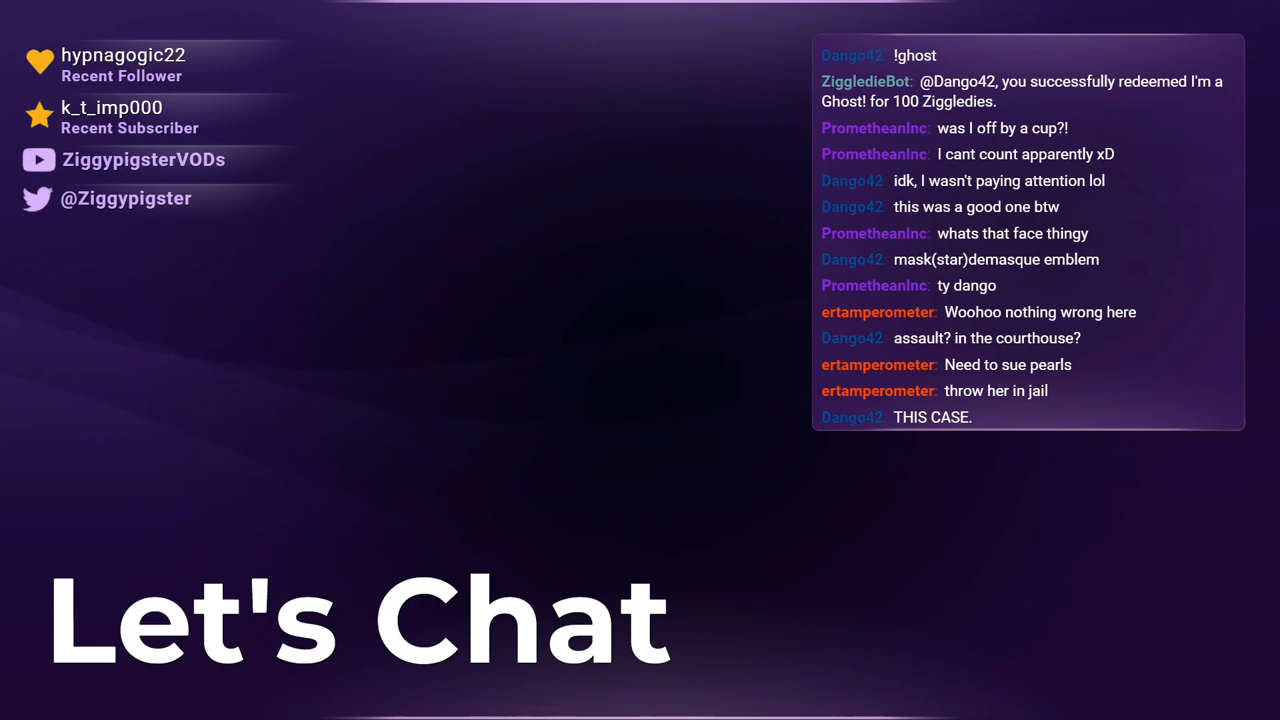 hypnagogic22
Recent Follower
k_t_imp000
Recent Subscriber
ZiggypigsterVODs
@Ziggypigster
Dango42: !ghost
ZiggledieBot: @Dango42, you successfully redeemed I'm a
Ghost! for 100 Ziggledies.
PrometheanInc: was I off by a cup?!
PrometheanInc: I cant count apparently xD
Dango42: idk, I wasn't paying attention lol
Dango42: this was a good one btw
PrometheanInc: whats that face thingy
Dango42: mask(star)demasque emblem
PrometheanInc: ty dango
ertamperometer: Woohoo nothing wrong here
Dango42: assault? in the courthouse?
ertamperometer: Need to sue pearls
ertamperometer: throw her in jail
Dango42: THIS CASE.
Let's Chat